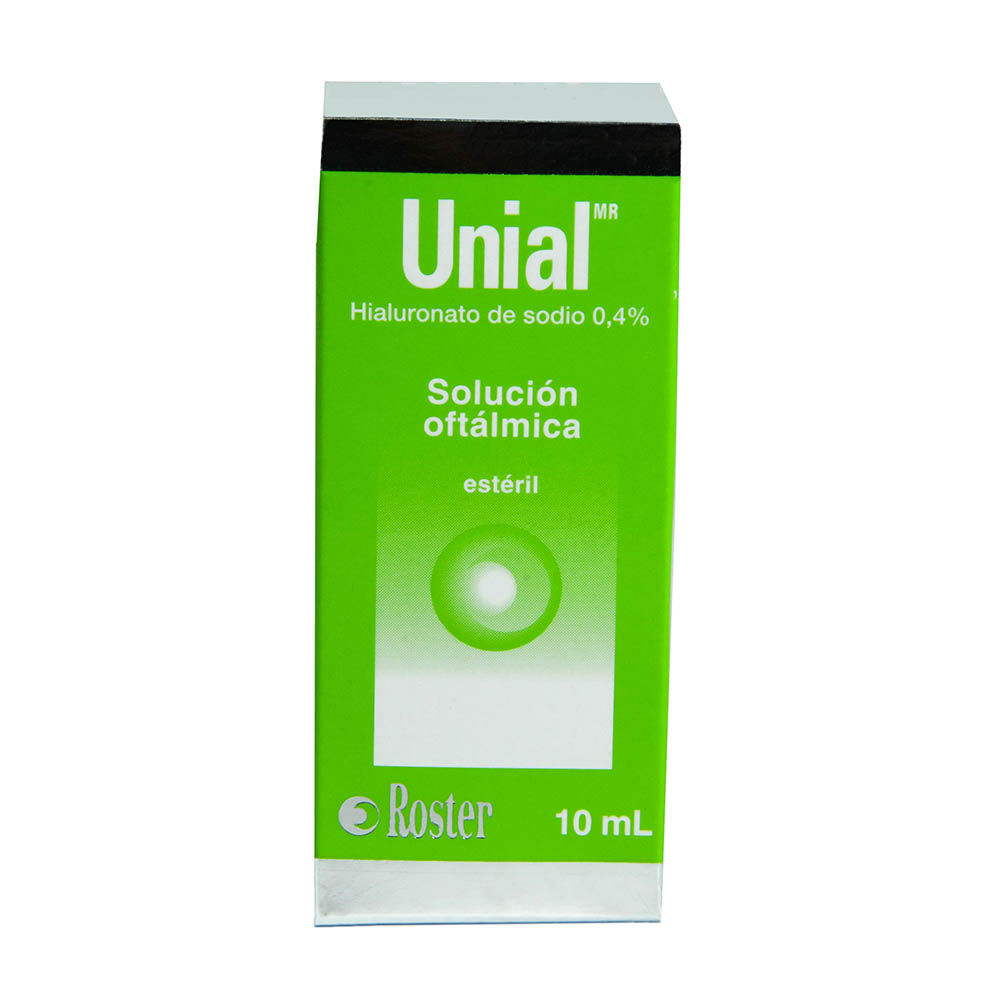 Unial MR
Hialuronato de sodio 0,4%
Solución
oftálmica
estéril
Roster
10 mL